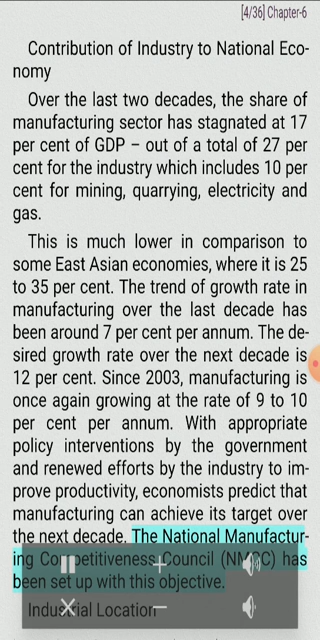 [4/36] Chapter-6
Contribution of Industry to National Eco-
nomy
Over the last two decades, the share of
manufacturing sector has stagnated at 17
per cent of GDP – out of a total of 27 per
cent for the industry which includes 10 per
cent for mining, quarrying, electricity and
gas.
This is much lower in comparison to
some East Asian economies, where it is 25
to 35 per cent. The trend of growth rate in
manufacturing over the last decade has
been around 7 per cent per annum. The de-
sired growth rate over the next decade is
12 per cent. Since 2003, manufacturing is
once again growing at the rate of 9 to 10
per cent per annum. With appropriate
policy interventions by the government
and renewed efforts by the industry to im-
prove productivity, economists predict that
manufacturing can achieve its target over
the next decade. The National Manufactur-
ing Competitiveness Council (NMCC) has
been set up with this objective.
Industrial Location